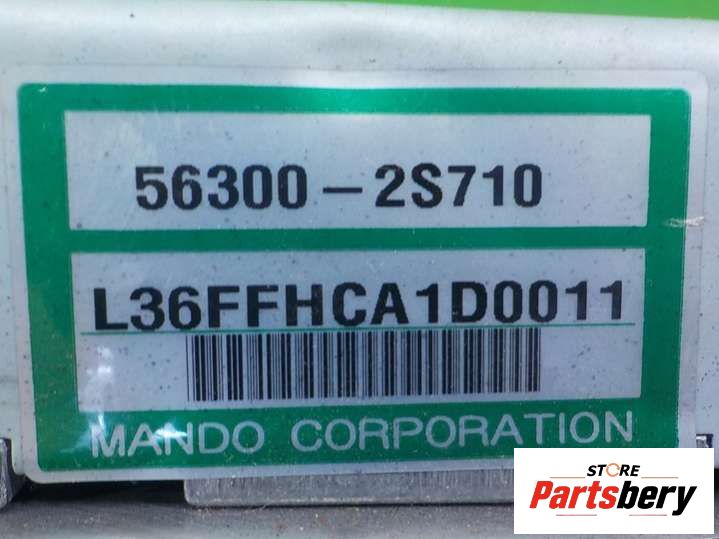 56300-2S710
L36FFHCA1D0011
MANDO CORPORATION
STORE
Partsbery